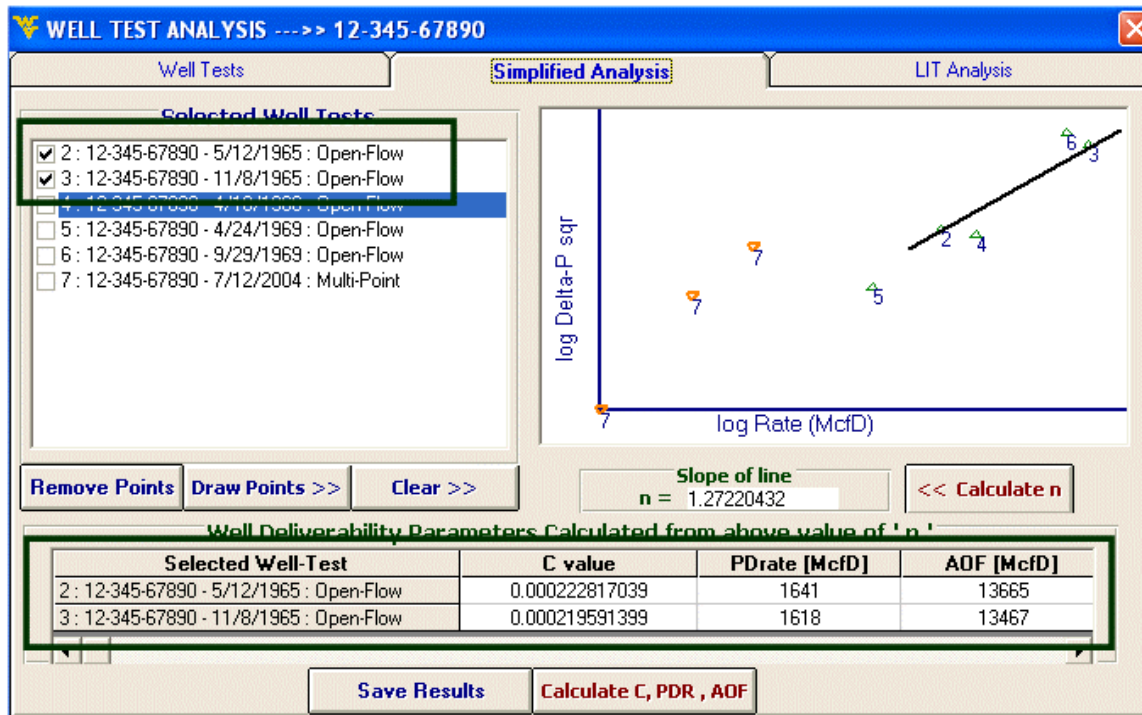 WELL TEST ANALYSIS --->> 12-345-67890
Well Tests
Simplified Analysis
LIT Analysis
Selected Well Tests
2 : 12-345-67890 - 5/12/1965 : Open-Flow
3 : 12-345-67890 - 11/8/1965 : Open-Flow
4 : 12-345-67890 - : Open-Flow
5 : 12-345-67890 - 4/24/1969 : Open-Flow
6 : 12-345-67890 - 9/29/1969 : Open-Flow
7 : 12-345-67890 - 7/12/2004 : Multi-Point
log Delta-P sqr
6
3
2
4
7
5
7
7
log Rate (McfD)
Remove Points
Draw Points >>
Clear >>
Slope of line
n = 1.27220432
<< Calculate n
Well Deliverability Parameters Calculated from above value of ' n '
Selected Well-Test C value PDrate [McfD] AOF [McfD]
2 : 12-345-67890 - 5/12/1965 : Open-Flow 0.000222817039 1641 13665
3 : 12-345-67890 - 11/8/1965 : Open-Flow 0.000219591399 1618 13467
Save Results
Calculate C, PDR , AOF